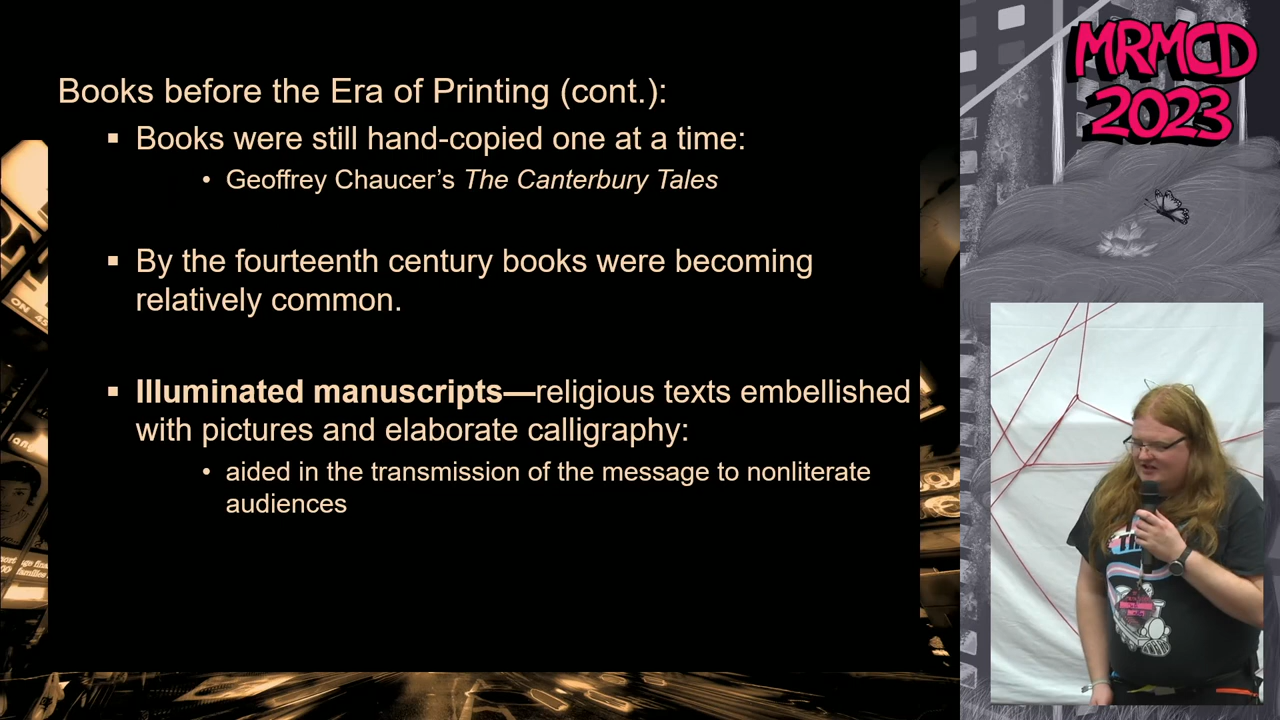 Books before the Era of Printing (cont.):
▪ Books were still hand-copied one at a time:
• Geoffrey Chaucer’s The Canterbury Tales
▪ By the fourteenth century books were becoming
relatively common.
▪ Illuminated manuscripts—religious texts embellished
with pictures and elaborate calligraphy:
• aided in the transmission of the message to nonliterate
audiences
MRMCD
2023